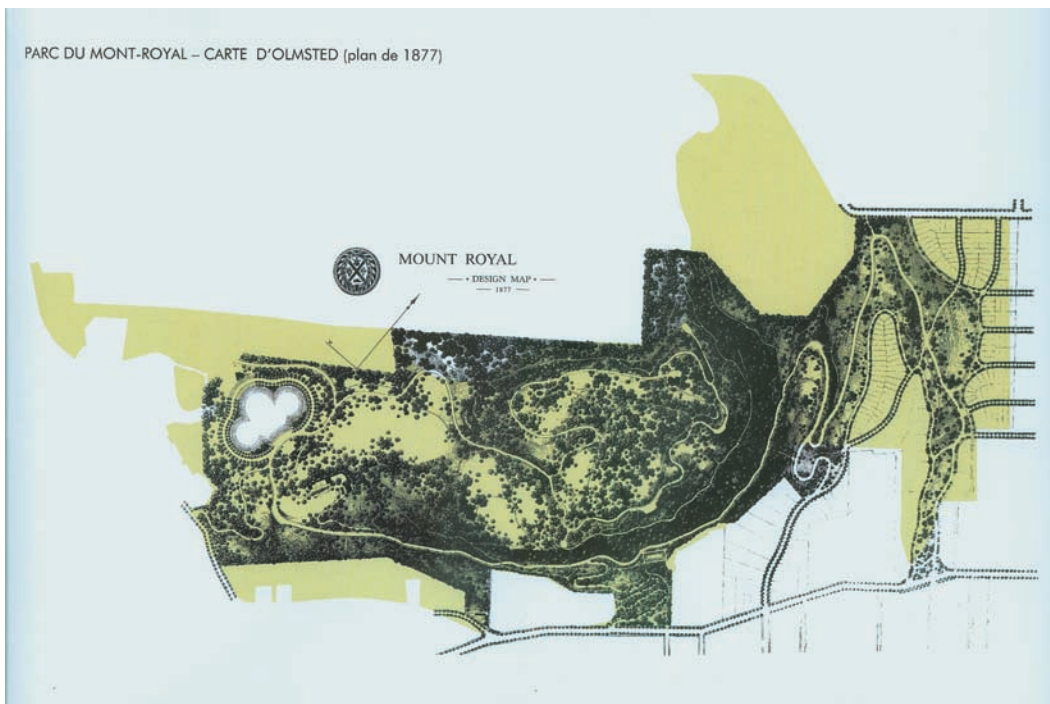 PARC DU MONT-ROYAL – CARTE D'OLMSTED (plan de 1877)
MOUNT ROYAL
• DESIGN MAP •
1877